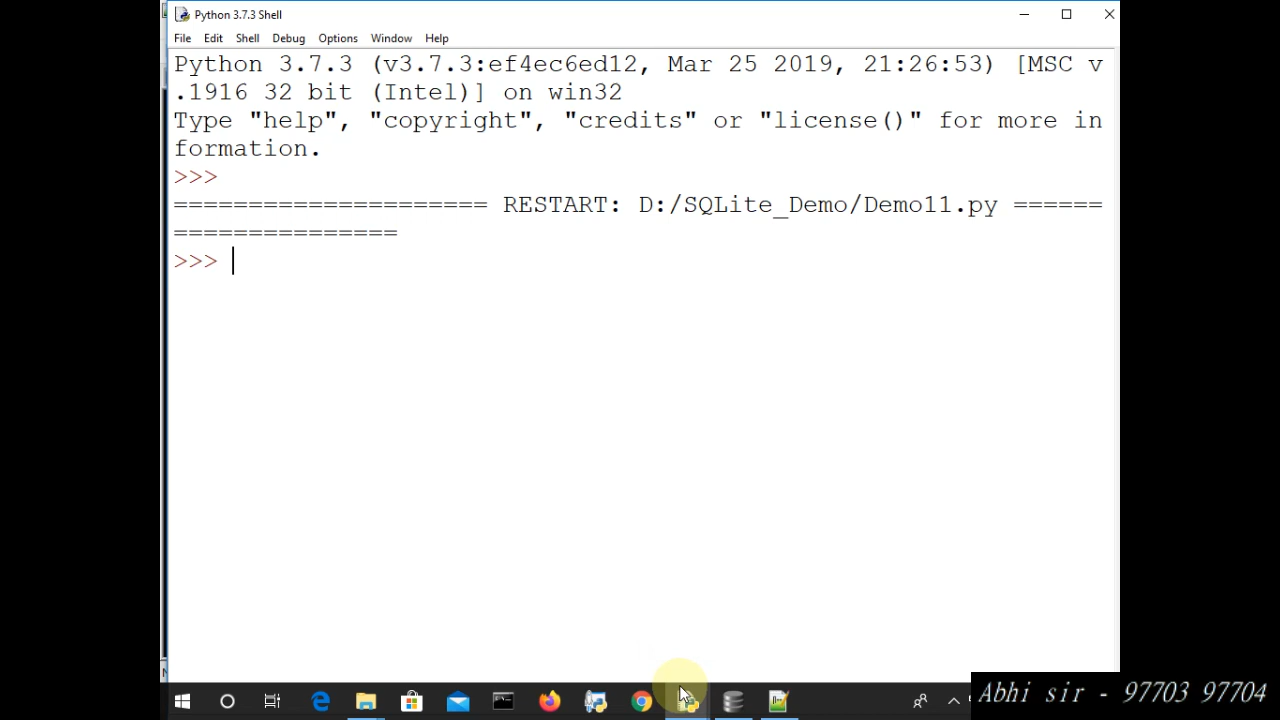 Python 3.7.3 Shell
File Edit Shell Debug Options Window Help
Python 3.7.3 (v3.7.3:ef4ec6ed12, Mar 25 2019, 21:26:53) [MSC v
.1916 32 bit (Intel)] on win32
Type "help", "copyright", "credits" or "license()" for more in
formation.
>>>
===================== RESTART: D:/SQLite_Demo/Demo11.py ======
===============
>>>
Abhi sir - 97703 97704